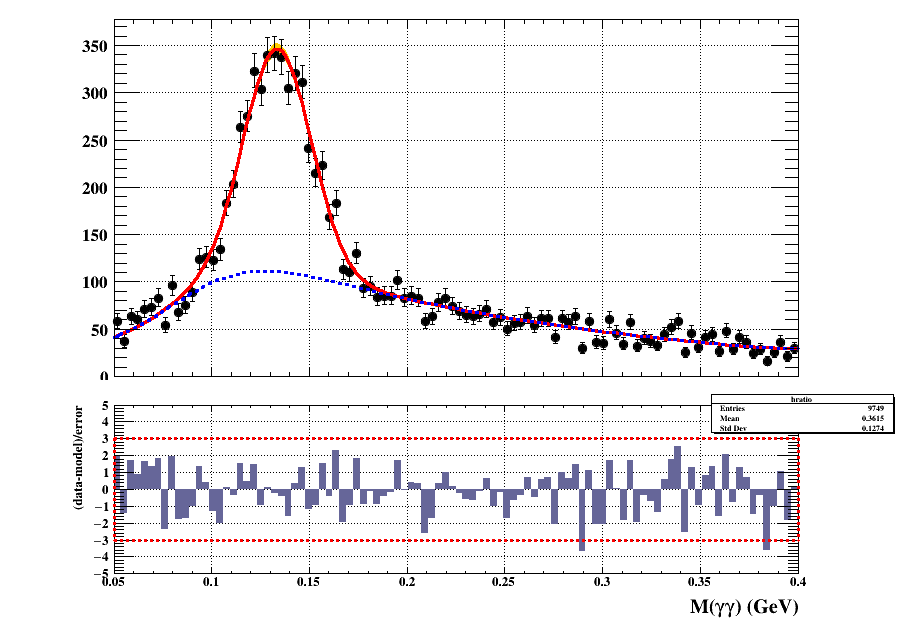 350
300
250
200
150
100
50
0
hratio
Entries 9749
Mean 0.3615
Std Dev 0.1274
(data-model)/error
5
4
3
2
1
0
−1
−2
−3
−4
−5
0.05 0.1 0.15 0.2 0.25 0.3 0.35 0.4
M(γγ) (GeV)